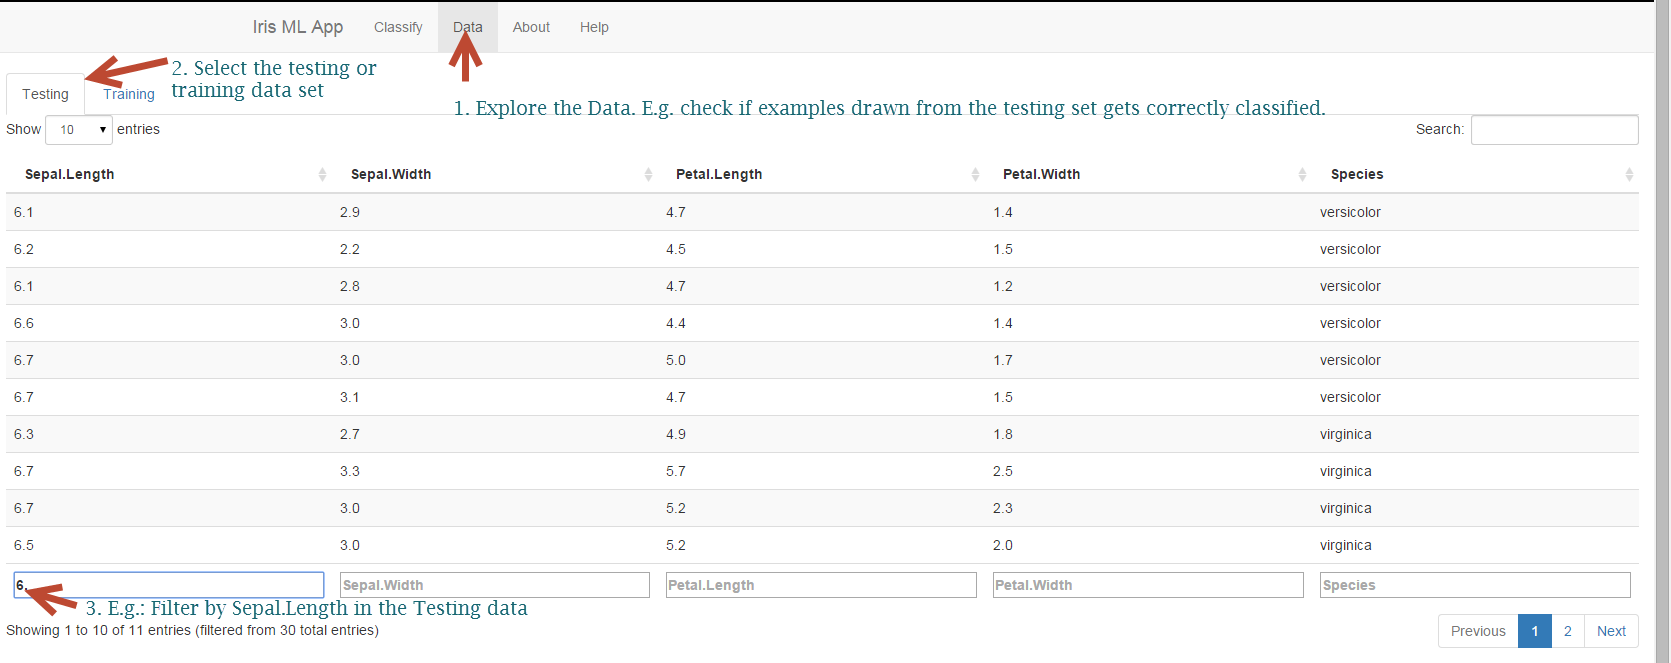 Iris ML App Classify Data About Help
2. Select the testing or
training data set
Testing Training
1. Explore the Data. E.g. check if examples drawn from the testing set gets correctly classified.
Show 10 entries Search:
Sepal.Length Sepal.Width Petal.Length Petal.Width Species
6.1 2.9 4.7 1.4 versicolor
6.2 2.2 4.5 1.5 versicolor
6.1 2.8 4.7 1.2 versicolor
6.6 3.0 4.4 1.4 versicolor
6.7 3.0 5.0 1.7 versicolor
6.7 3.1 4.7 1.5 versicolor
6.3 2.7 4.9 1.8 virginica
6.7 3.3 5.7 2.5 virginica
6.7 3.0 5.2 2.3 virginica
6.5 3.0 5.2 2.0 virginica
6. Sepal.Width Petal.Length Petal.Width Species
3. E.g.: Filter by Sepal.Length in the Testing data
Showing 1 to 10 of 11 entries (filtered from 30 total entries) Previous 1 2 Next